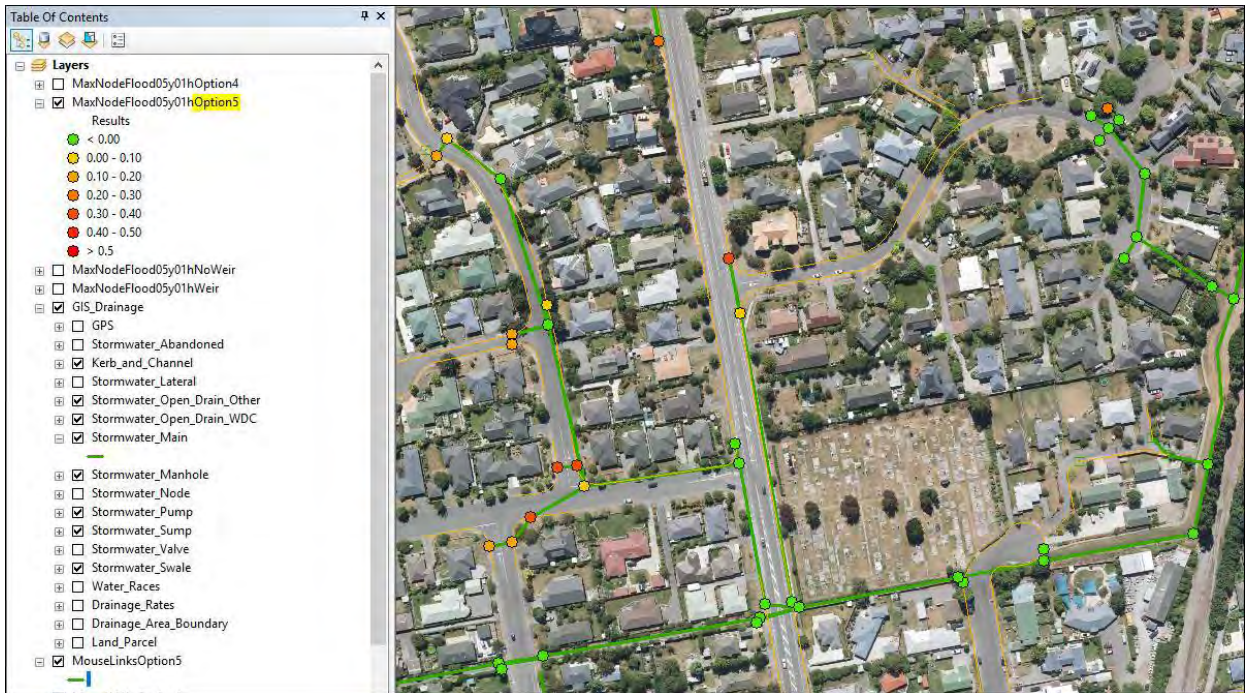 Table Of Contents
Layers
MaxNodeFlood05y01hOption4
MaxNodeFlood05y01hOption5
Results
< 0.00
0.00 - 0.10
0.10 - 0.20
0.20 - 0.30
0.30 - 0.40
0.40 - 0.50
> 0.5
MaxNodeFlood05y01hNoWeir
MaxNodeFlood05y01hWeir
GIS_Drainage
GPS
Stormwater_Abandoned
Kerb_and_Channel
Stormwater_Lateral
Stormwater_Open_Drain_Other
Stormwater_Open_Drain_WDC
Stormwater_Main
Stormwater_Manhole
Stormwater_Node
Stormwater_Pump
Stormwater_Sump
Stormwater_Valve
Stormwater_Swale
Water_Races
Drainage_Rates
Drainage_Area_Boundary
Land_Parcel
MouseLinksOption5